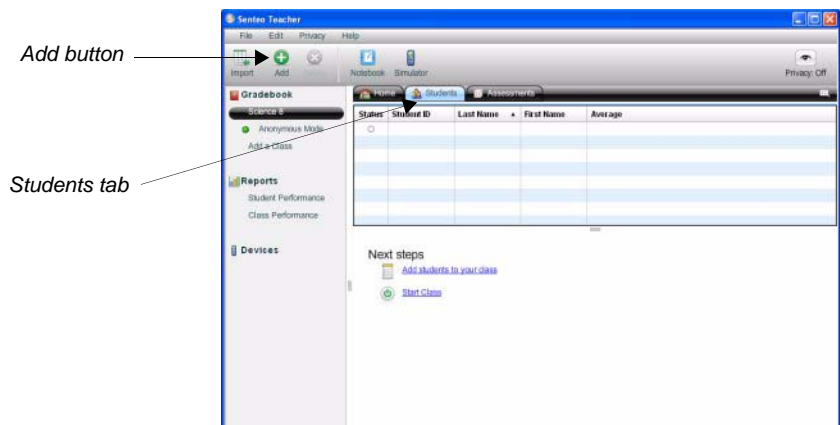 Senteo Teacher
File Edit Privacy Help
Add button
Import Add Notebook Simulator Privacy: Off
Gradebook
Home Students Assessments
Science 8
Status Student ID Last Name First Name Average
Anonymous Mode
Add a Class
Students tab
Reports
Student Performance
Class Performance
Devices
Next steps
Add students to your class
Start Class